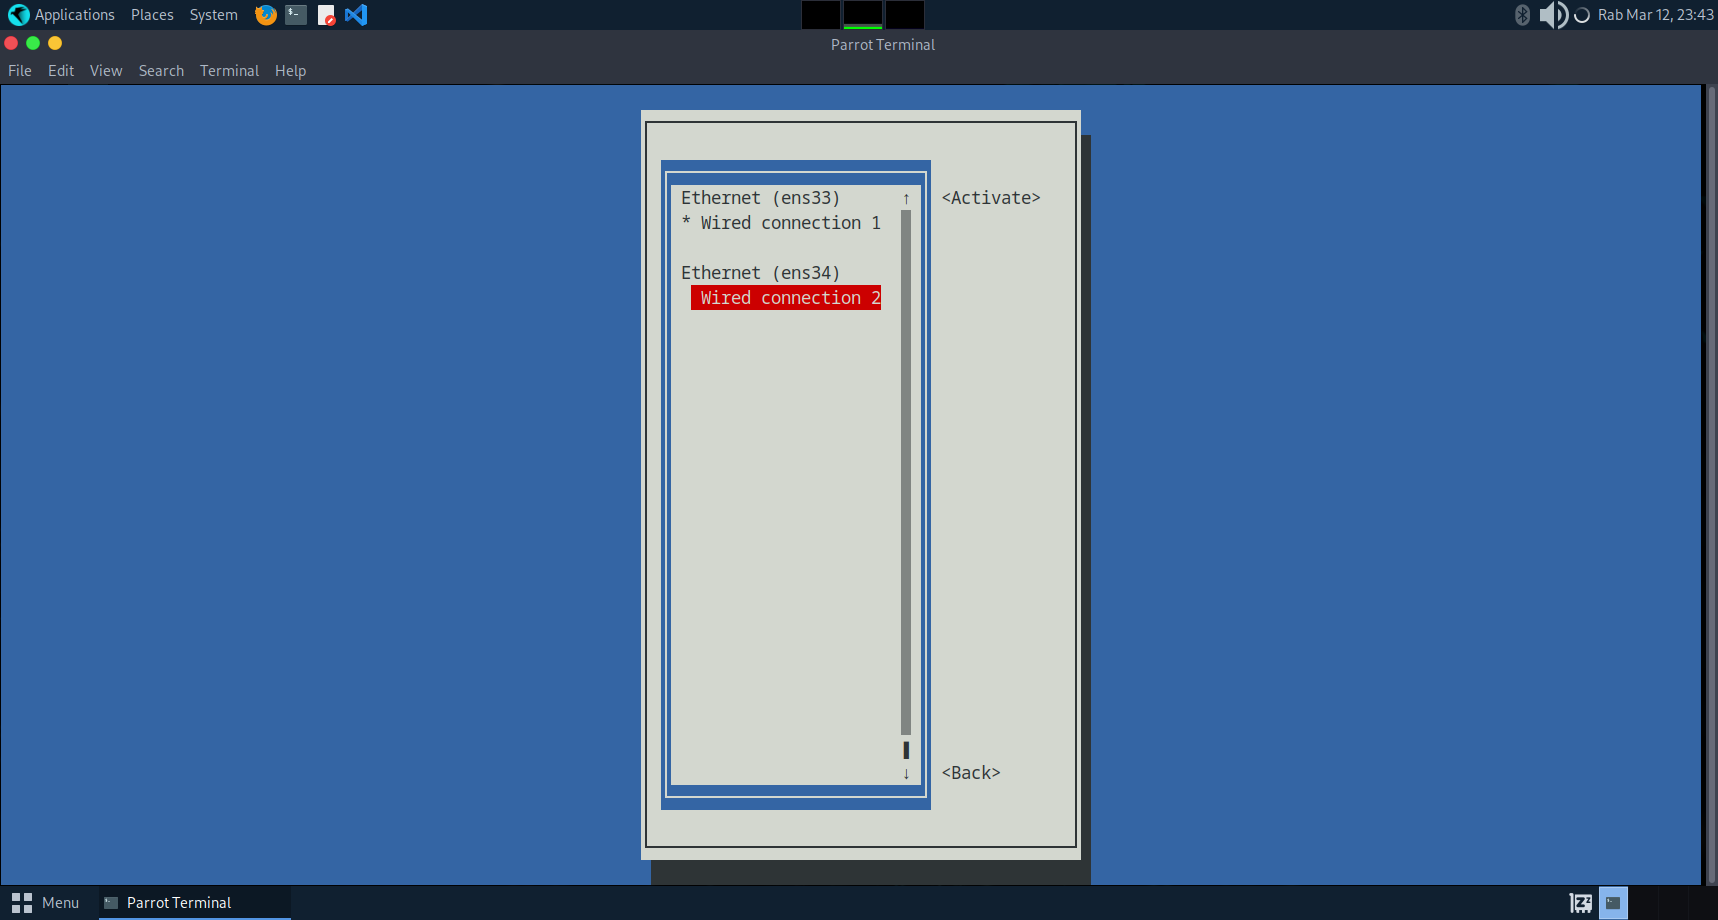 Applications Places System
Rab Mar 12, 23:43
Parrot Terminal
File Edit View Search Terminal Help
Ethernet (ens33) ↑ <Activate>
* Wired connection 1
Ethernet (ens34)
Wired connection 2
↓ <Back>
Menu Parrot Terminal